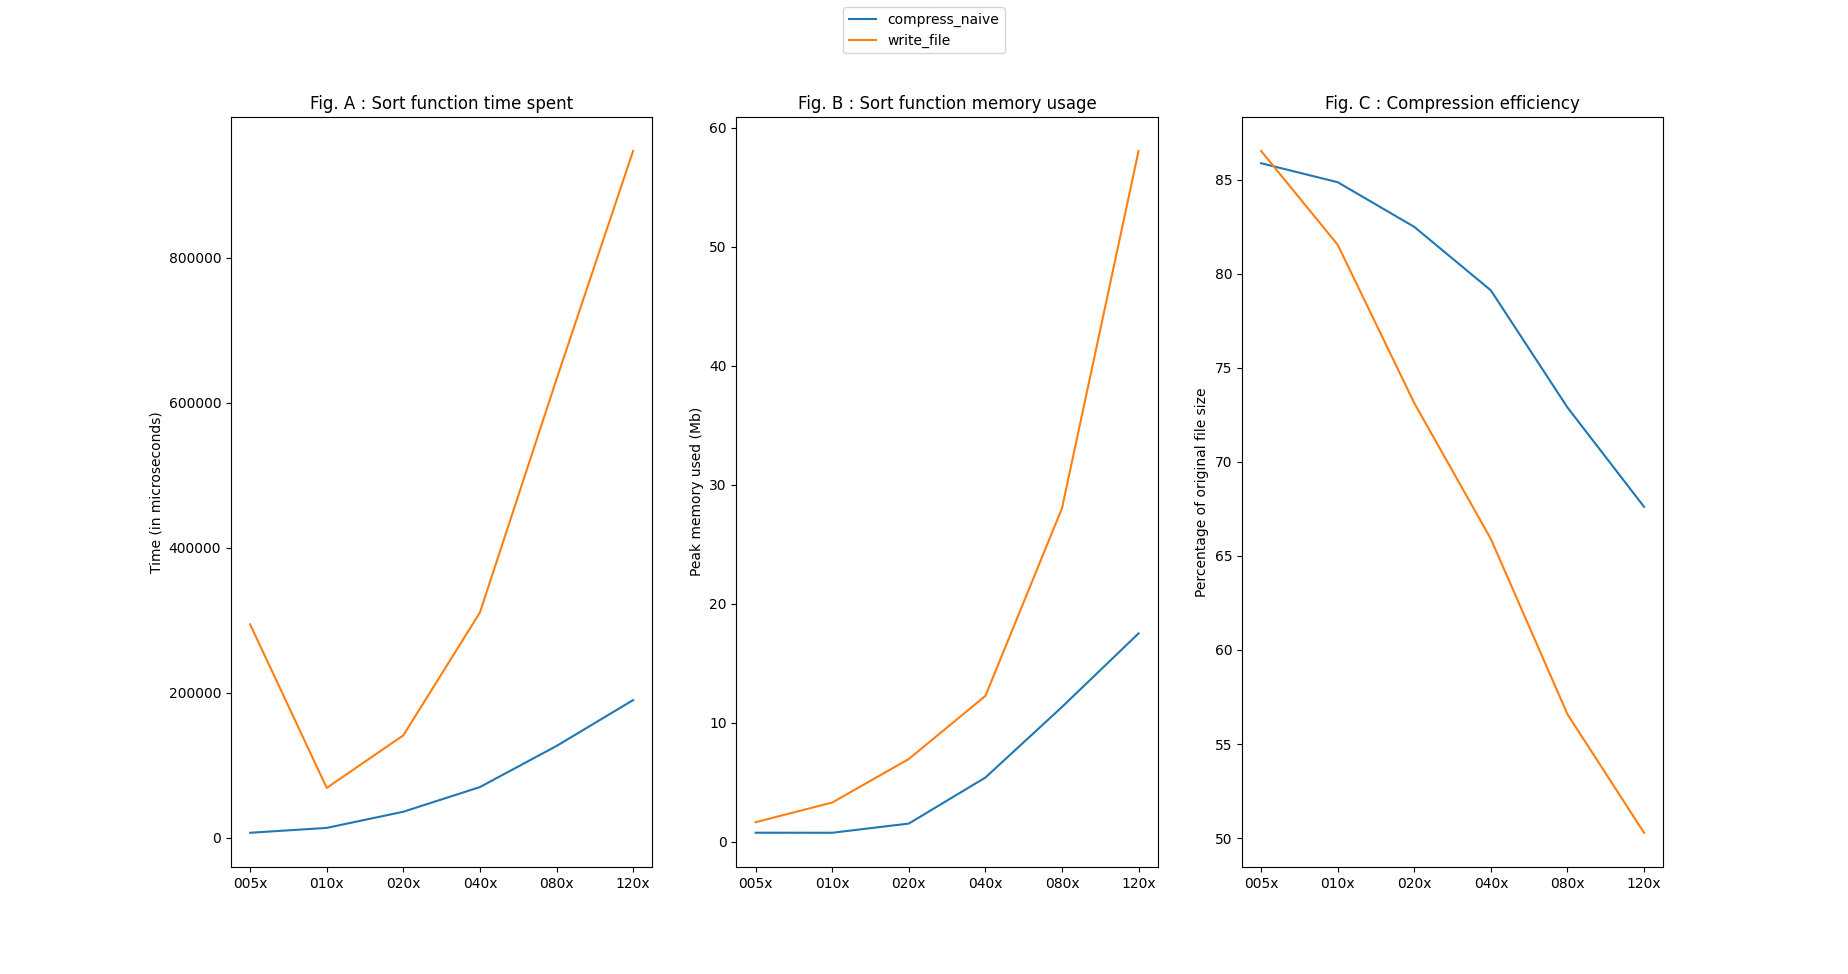 compress_naive
write_file
Fig. A : Sort function time spent
Time (in microseconds)
800000
600000
400000
200000
0
005x 010x 020x 040x 080x 120x
Fig. B : Sort function memory usage
Peak memory used (Mb)
60
50
40
30
20
10
0
005x 010x 020x 040x 080x 120x
Fig. C : Compression efficiency
Percentage of original file size
85
80
75
70
65
60
55
50
005x 010x 020x 040x 080x 120x